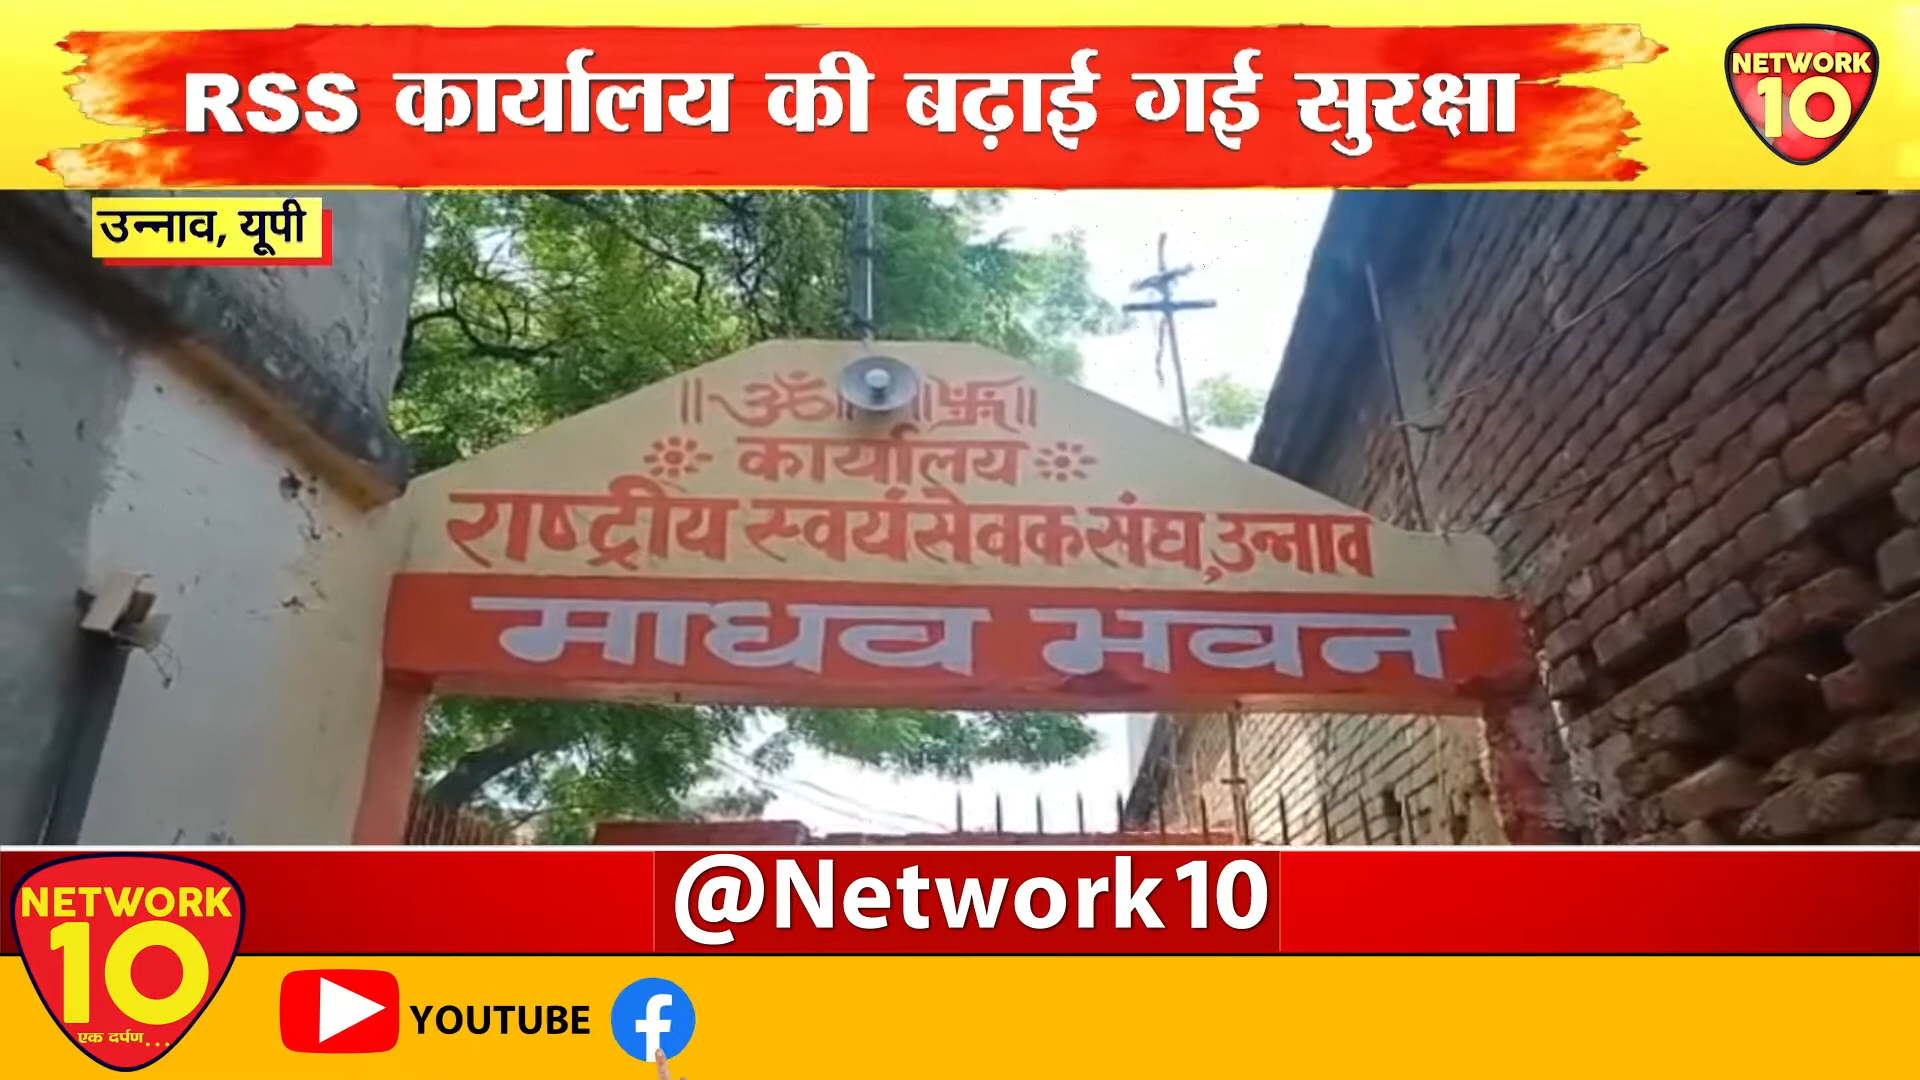 RSS कार्यालय की बढ़ाई गई सुरक्षा
NETWORK
10
उन्नाव, यूपी
॥ ॐ ॥ ॥ 卐 ॥
कार्यालय
राष्ट्रीय स्वयंसेवक संघ, उन्नाव
माधव भवन
@Network10
NETWORK
10
एक दर्पण...
YOUTUBE